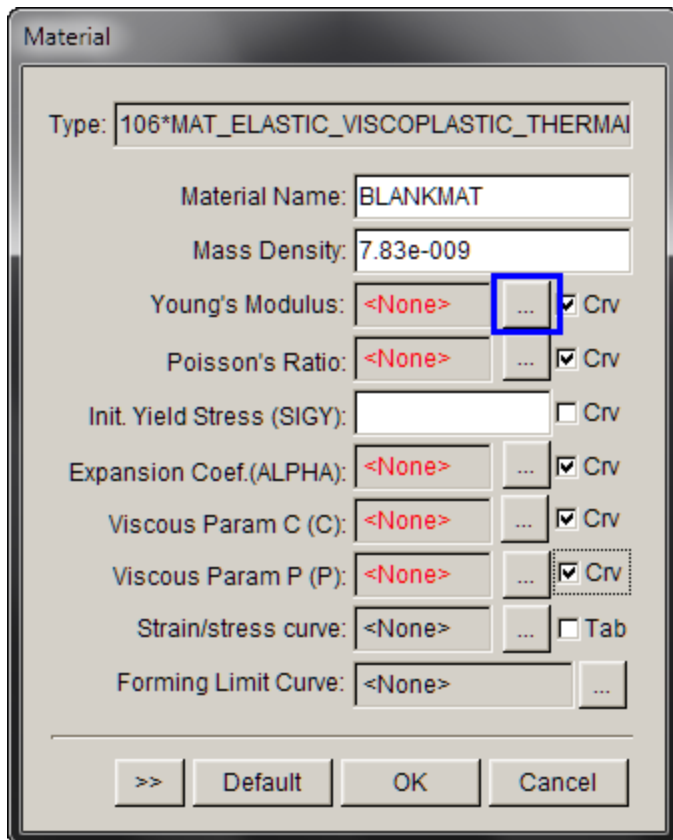 Material
Type: 106*MAT_ELASTIC_VISCOPLASTIC_THERMAL
Material Name: BLANKMAT
Mass Density: 7.83e-009
Young's Modulus: <None> ... Crv
Poisson's Ratio: <None> ... Crv
Init. Yield Stress (SIGY): Crv
Expansion Coef.(ALPHA): <None> ... Crv
Viscous Param C (C): <None> ... Crv
Viscous Param P (P): <None> ... Crv
Strain/stress curve: <None> ... Tab
Forming Limit Curve: <None> ...
>> Default OK Cancel